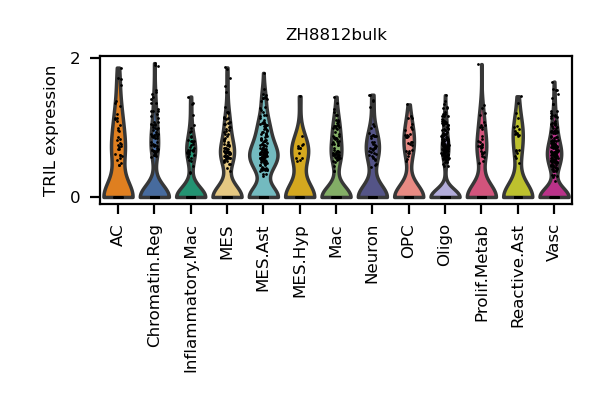 ZH8812bulk
TRIL expression
2
0
AC
Chromatin.Reg
Inflammatory.Mac
MES
MES.Ast
MES.Hyp
Mac
Neuron
OPC
Oligo
Prolif.Metab
Reactive.Ast
Vasc